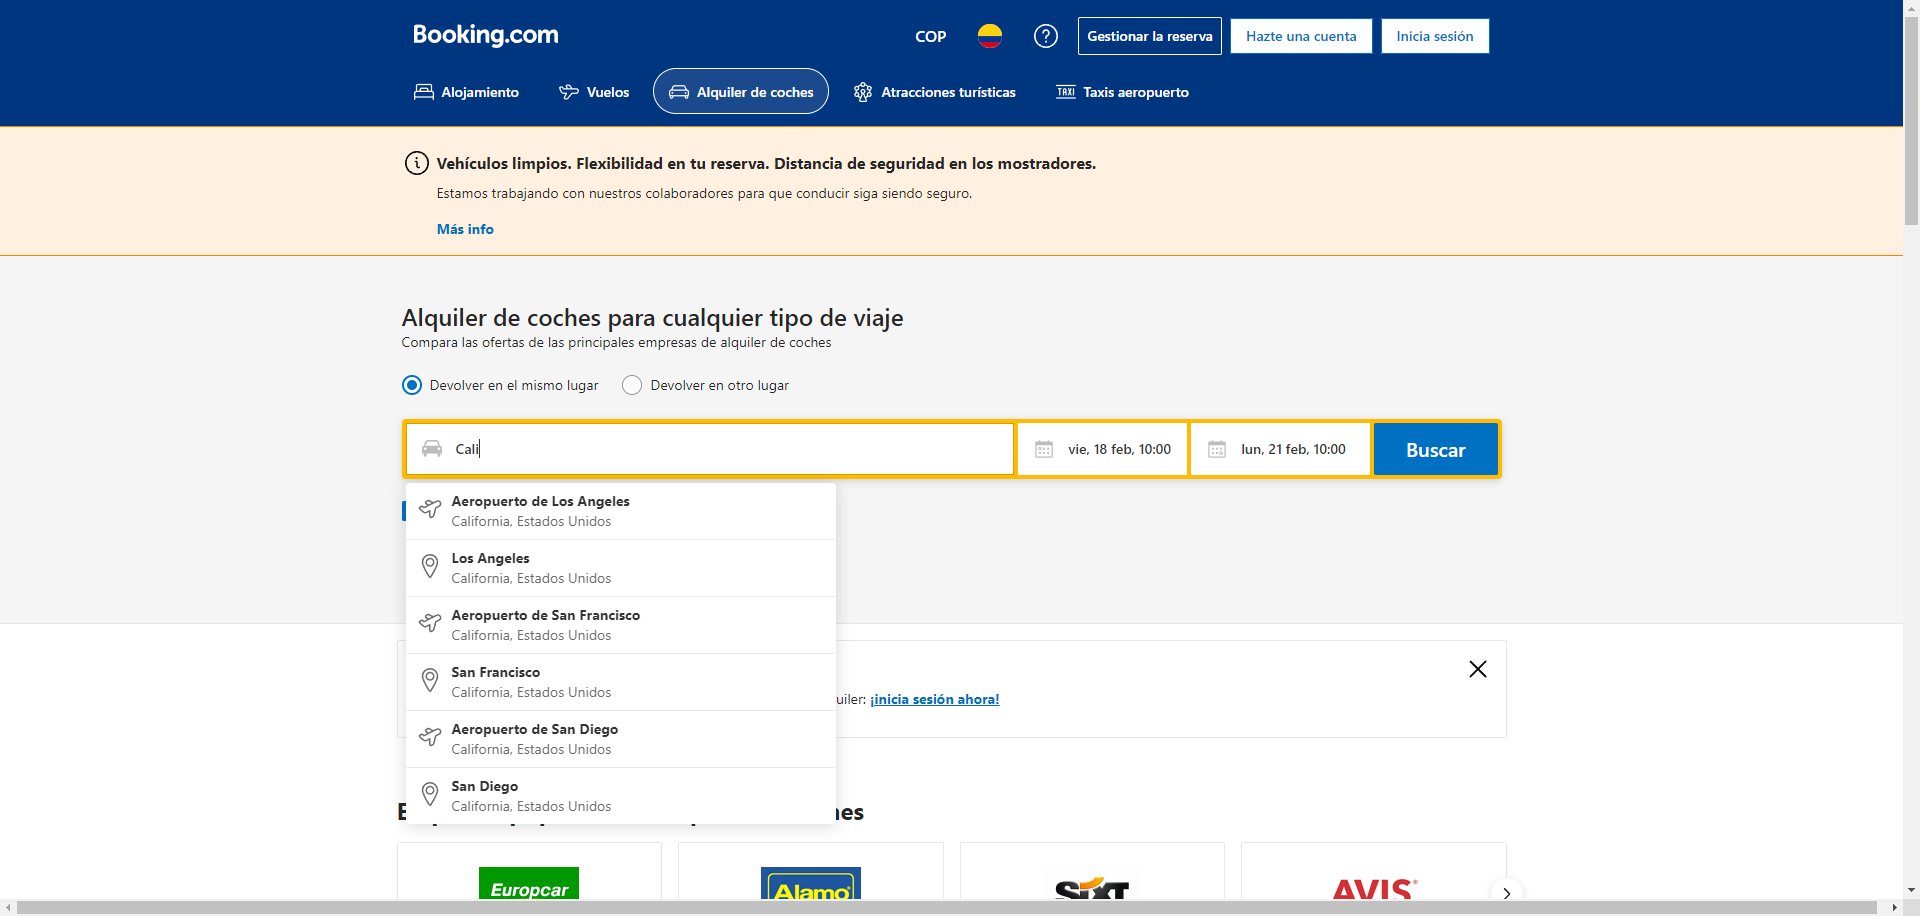 Booking.com
COP
Gestionar la reserva
Hazte una cuenta
Inicia sesión
Alojamiento
Vuelos
Alquiler de coches
Atracciones turísticas
TAXI
Taxis aeropuerto
Vehículos limpios. Flexibilidad en tu reserva. Distancia de seguridad en los mostradores.
Estamos trabajando con nuestros colaboradores para que conducir siga siendo seguro.
Más info
Alquiler de coches para cualquier tipo de viaje
Compara las ofertas de las principales empresas de alquiler de coches
Devolver en el mismo lugar
Devolver en otro lugar
Cali
vie, 18 feb, 10:00
lun, 21 feb, 10:00
Buscar
Aeropuerto de Los Angeles
California, Estados Unidos
Los Angeles
California, Estados Unidos
Aeropuerto de San Francisco
California, Estados Unidos
San Francisco
California, Estados Unidos
uiler: ¡inicia sesión ahora!
Aeropuerto de San Diego
California, Estados Unidos
San Diego
California, Estados Unidos
Europcar
Alamo
SIXT
AVIS